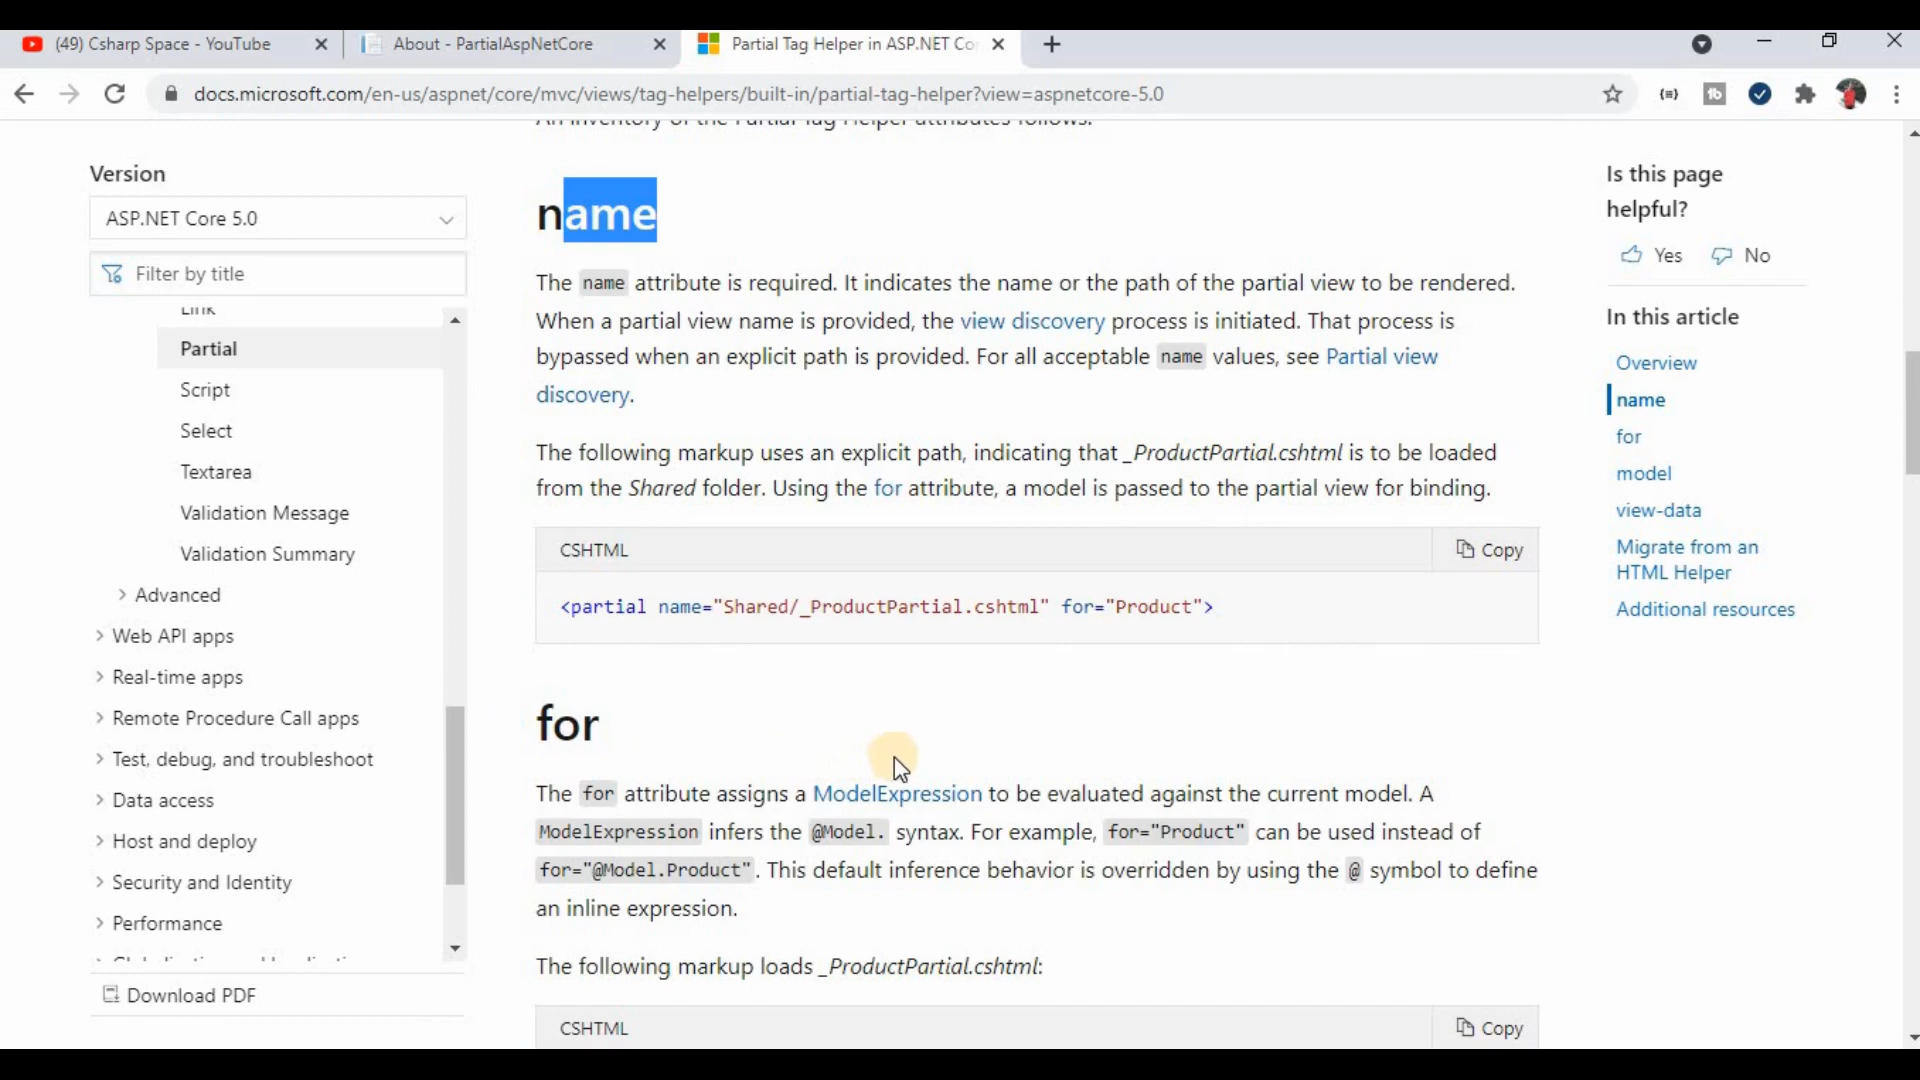 (49) Csharp Space - YouTube
About - PartialAspNetCore
Partial Tag Helper in ASP.NET Co
docs.microsoft.com/en-us/aspnet/core/mvc/views/tag-helpers/built-in/partial-tag-helper?view=aspnetcore-5.0
An inventory of the Partial Tag Helper attributes follows.
Version
ASP.NET Core 5.0
Filter by title
Link
Partial
Script
Select
Textarea
Validation Message
Validation Summary
Advanced
Web API apps
Real-time apps
Remote Procedure Call apps
Test, debug, and troubleshoot
Data access
Host and deploy
Security and Identity
Performance
Download PDF
name
The name attribute is required. It indicates the name or the path of the partial view to be rendered.
When a partial view name is provided, the view discovery process is initiated. That process is
bypassed when an explicit path is provided. For all acceptable name values, see Partial view
discovery.
The following markup uses an explicit path, indicating that _ProductPartial.cshtml is to be loaded
from the Shared folder. Using the for attribute, a model is passed to the partial view for binding.
CSHTML
Copy
<partial name="Shared/_ProductPartial.cshtml" for="Product">
for
The for attribute assigns a ModelExpression to be evaluated against the current model. A
ModelExpression infers the @Model. syntax. For example, for="Product" can be used instead of
for="@Model.Product". This default inference behavior is overridden by using the @ symbol to define
an inline expression.
The following markup loads _ProductPartial.cshtml:
CSHTML
Copy
Is this page
helpful?
Yes
No
In this article
Overview
name
for
model
view-data
Migrate from an
HTML Helper
Additional resources